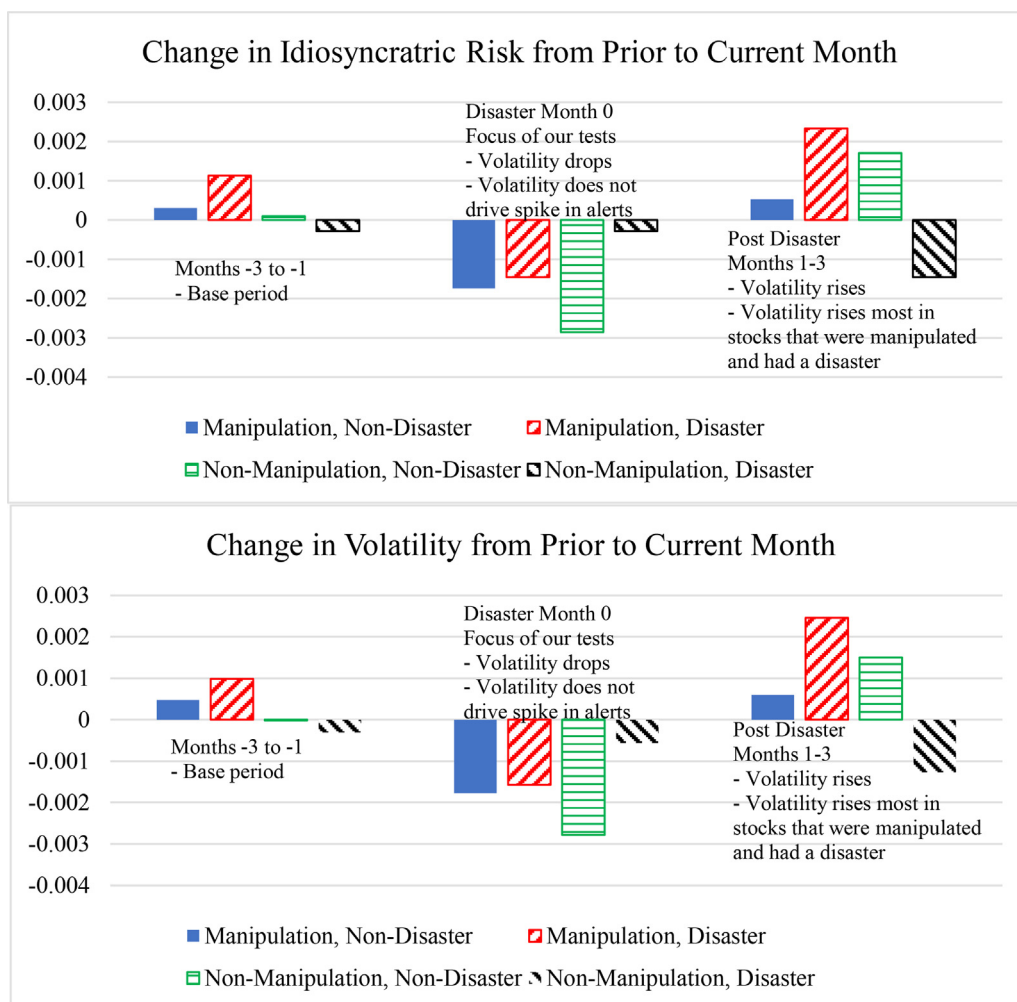 Change in Idiosyncratric Risk from Prior to Current Month
0.003
0.002
0.001
0
-0.001
-0.002
-0.003
-0.004
Months -3 to -1
- Base period
Disaster Month 0
Focus of our tests
- Volatility drops
- Volatility does not
drive spike in alerts
Post Disaster
Months 1-3
- Volatility rises
- Volatility rises most in
stocks that were manipulated
and had a disaster
Manipulation, Non-Disaster
Manipulation, Disaster
Non-Manipulation, Non-Disaster
Non-Manipulation, Disaster
Change in Volatility from Prior to Current Month
0.003
0.002
0.001
0
-0.001
-0.002
-0.003
-0.004
Months -3 to -1
- Base period
Disaster Month 0
Focus of our tests
- Volatility drops
- Volatility does not
drive spike in alerts
Post Disaster
Months 1-3
- Volatility rises
- Volatility rises most in
stocks that were manipulated
and had a disaster
Manipulation, Non-Disaster
Manipulation, Disaster
Non-Manipulation, Non-Disaster
Non-Manipulation, Disaster